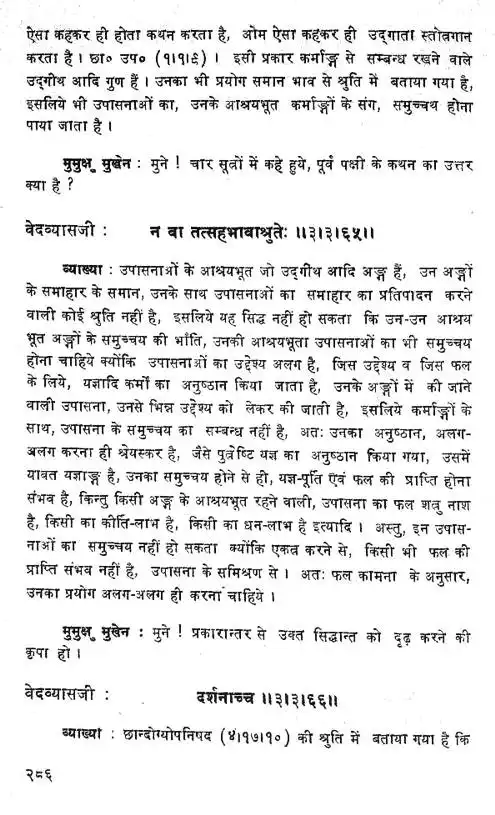 ऐसा कहकर ही होता कथन करता है, ओम ऐसा कहकर ही उद्‌गाता स्तोत्रगान
करता है । छा० उप० (१।१।६) । इसी प्रकार कर्माङ्ग से सम्बन्ध रखने वाले
उद्‌गीथ आदि गुण हैं । उनका भी प्रयोग समान भाव से श्रुति में बताया गया है,
इसलिये भी उपासनाओं का, उनके आश्रयभूत कर्माङ्गों के संग, समुच्चथ होना
पाया जाता है ।
मुमुक्षु मुखेन : मुने ! चार सूत्रों में कहे हुये, पूर्व पक्षी के कथन का उत्तर
क्या है ?
वेदव्यासजी : न वा तत्सहभावाश्रुतेः ॥३।३।६५॥
व्याख्या : उपासनाओं के आश्रयभूत जो उद्‌गीथ आदि अङ्ग हैं, उन अङ्गों
के समाहार के समान, उनके साथ उपासनाओं का समाहार का प्रतिपादन करने
वाली कोई श्रुति नहीं है, इसलिये यह सिद्ध नहीं हो सकता कि उन-उन आश्रय
भूत अङ्गों के समुच्चय की भाँति, उनकी आश्रयभूता उपासनाओं का भी समुच्चय
होना चाहिये क्योंकि उपासनाओं का उद्देश्य अलग है, जिस उद्देश्य व जिस फल
के लिये, यज्ञादि कर्मों का अनुष्ठान किया जाता है, उनके अङ्गों में की जाने
वाली उपासना, उनसे भिन्न उद्देश्य को लेकर की जाती है, इसलिये कर्माङ्गों के
साथ, उपासना के समुच्चय का सम्बन्ध नहीं है, अतः उनका अनुष्ठान, अलग-
अलग करना ही श्रेयस्कर है, जैसे पुत्रेष्टि यज्ञ का अनुष्ठान किया गया, उसमें
यावत यज्ञाङ्ग है, उनका समुच्चय होने से ही, यज्ञ-पूर्ति एवं फल की प्राप्ति होना
संभव है, किन्तु किसी अङ्ग के आश्रयभूत रहने वाली, उपासना का फल शत्रु नाश
है, किसी का कीर्ति-लाभ है, किसी का धन-लाभ है इत्यादि । अस्तु, इन उपास-
नाओं का समुच्चय नहीं हो सकता क्योंकि एकत्र करने से, किसी भी फल की
प्राप्ति संभव नहीं है, उपासना के समिश्रण से । अतः फल कामना के अनुसार,
उनका प्रयोग अलग-अलग ही करना चाहिये ।
मुमुक्षु मुखेन : मुने ! प्रकारान्तर से उक्त सिद्धान्त को दृढ़ करने की
कृपा हो ।
वेदव्यासजी : दर्शनाच्च ॥३।३।६६॥
व्याख्या : छान्दोग्योपनिषद (४।१७।१०) की श्रुति में बताया गया है कि
२८६